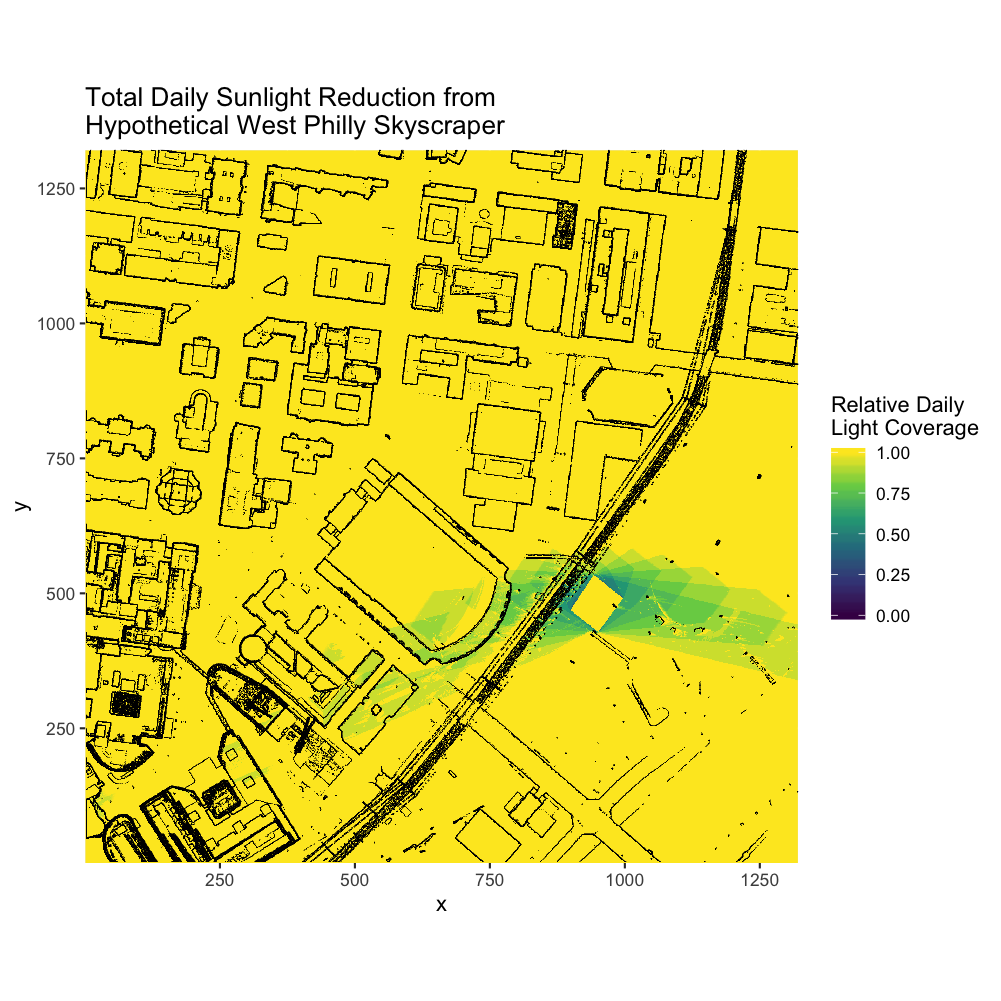 Total Daily Sunlight Reduction from
Hypothetical West Philly Skyscraper
1250
1000
750
500
250
y
250
500
750
1000
1250
x
Relative Daily
Light Coverage
1.00
0.75
0.50
0.25
0.00